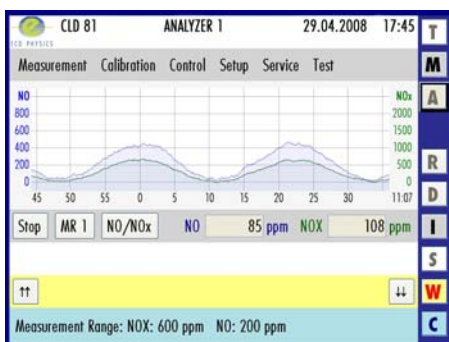 CLD 81 ANALYZER 1 29.04.2008 17:45
ECO PHYSICS
Measurement Calibration Control Setup Service Test
NO NOx
800 2000
600 1500
400 1000
200 500
0 0
45 50 55 0 5 10 15 20 25 30 11:07
Stop MR 1 NO/NOx NO 85 ppm NOX 108 ppm
Measurement Range: NOX: 600 ppm NO: 200 ppm
T
M
A
R
D
I
S
W
C